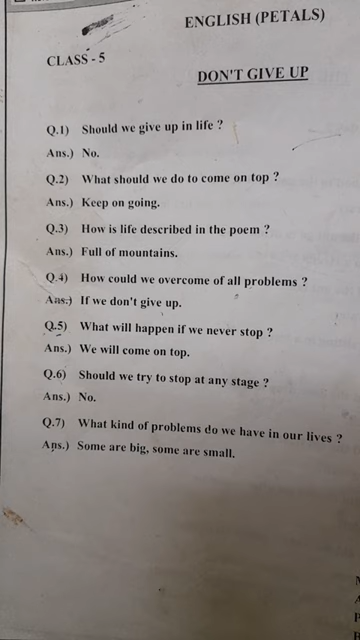 ENGLISH (PETALS)
CLASS - 5
DON'T GIVE UP
Q.1) Should we give up in life ?
Ans.) No.
Q.2) What should we do to come on top ?
Ans.) Keep on going.
Q.3) How is life described in the poem ?
Ans.) Full of mountains.
Q.4) How could we overcome of all problems ?
Ans.) If we don't give up.
Q.5) What will happen if we never stop ?
Ans.) We will come on top.
Q.6) Should we try to stop at any stage ?
Ans.) No.
Q.7) What kind of problems do we have in our lives ?
Ans.) Some are big, some are small.